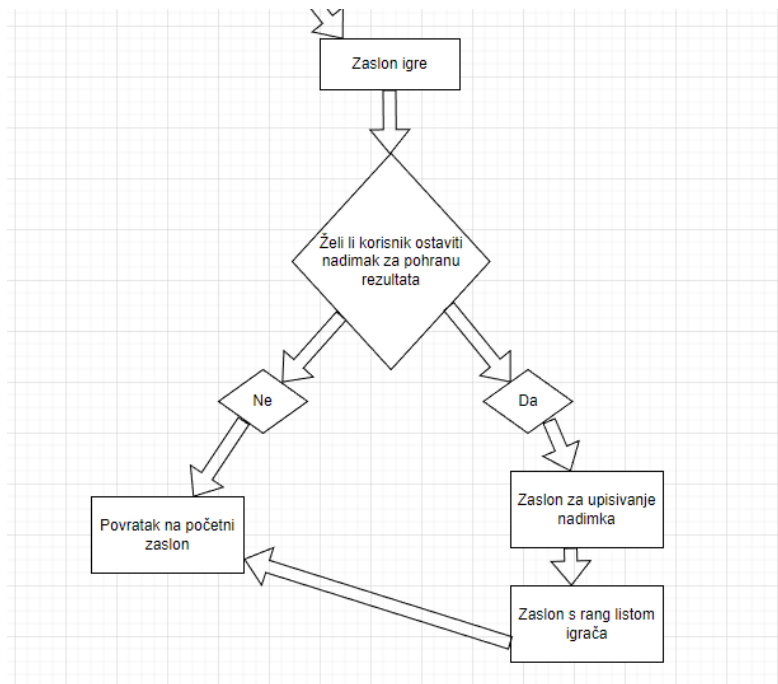 Zaslon igre
Želi li korisnik ostaviti
nadimak za pohranu
rezultata
Ne
Da
Povratak na početni
zaslon
Zaslon za upisivanje
nadimka
Zaslon s rang listom
igrača